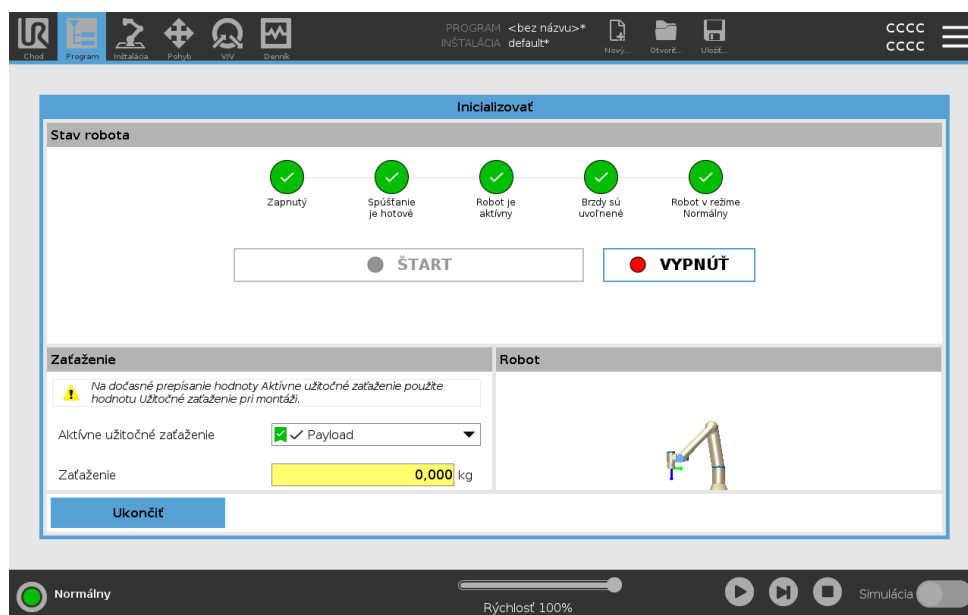 UR
PROGRAM <bez názvu>*
INŠTALÁCIA default*
CCCC
CCCC
Chod
Program
Inštalácia
Pohyb
V/V
Denník
Nový...
Otvoriť...
Uložiť...
Inicializovať
Stav robota
Zapnutý
Spúšťanie
je hotové
Robot je
aktívny
Brzdy sú
uvoľnené
Robot v režime
Normálny
ŠTART
VYPNÚŤ
Zaťaženie
Robot
Na dočasné prepísanie hodnoty Aktívne užitočné zaťaženie použite
hodnotu Užitočné zaťaženie pri montáži.
Aktívne užitočné zaťaženie
Payload
Zaťaženie
0,000 kg
Ukončiť
Normálny
Rýchlosť 100%
Simulácia